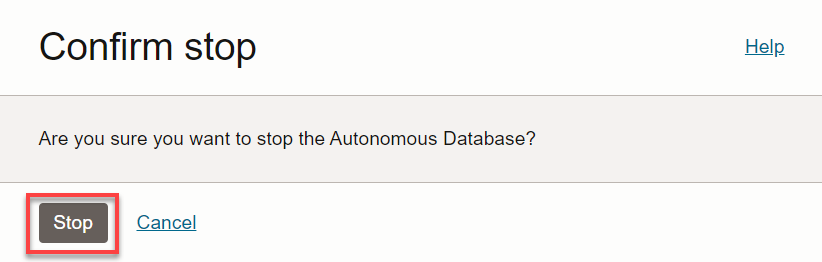 Confirm stop
Help
Are you sure you want to stop the Autonomous Database?
Stop
Cancel